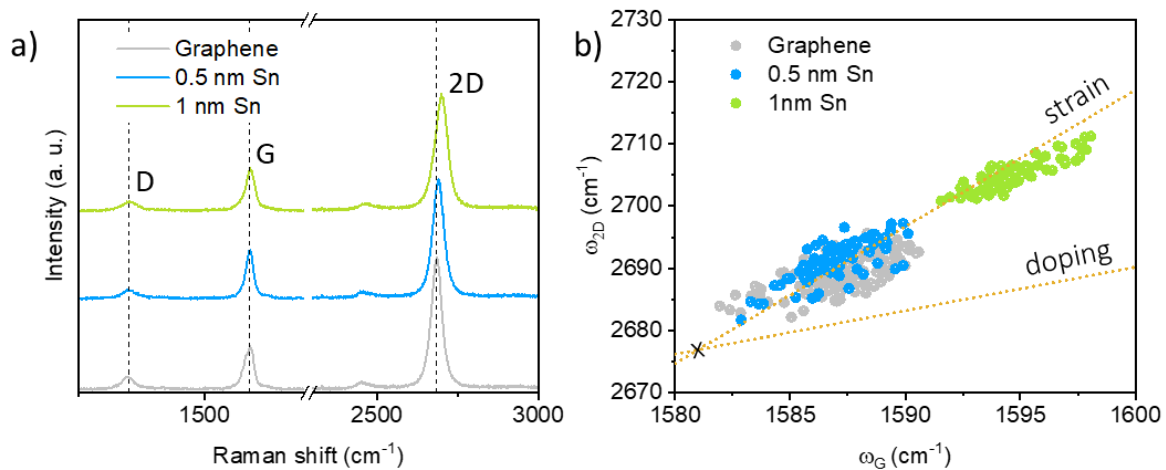 a)
Graphene
0.5 nm Sn
1 nm Sn
2D
G
D
Intensity (a. u.)
1500
2500
3000
Raman shift (cm-1)
b)
Graphene
0.5 nm Sn
1nm Sn
strain
doping
X
ω2D (cm-1)
2730
2720
2710
2700
2690
2680
2670
1580
1585
1590
1595
1600
ωG (cm-1)